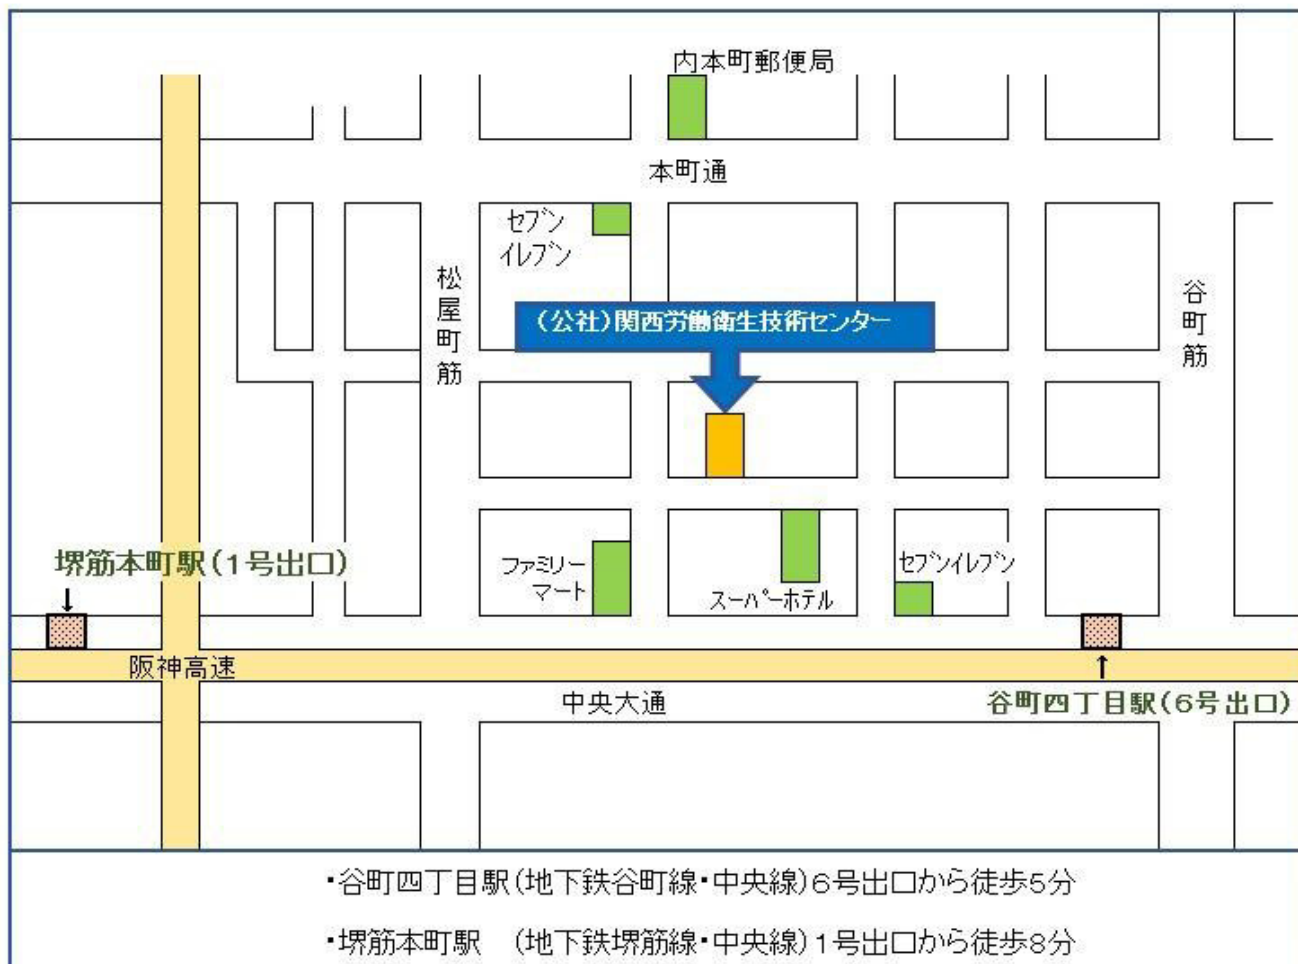 内本町郵便局
本町通
セブン
イレブン
松屋町筋
谷町筋
（公社）関西労働衛生技術センター
堺筋本町駅（1号出口）
↓
ファミリー
マート
スーパーホテル
セブンイレブン
阪神高速
↑
中央大通
谷町四丁目駅（6号出口）
・谷町四丁目駅（地下鉄谷町線・中央線）6号出口から徒歩5分
・堺筋本町駅　（地下鉄堺筋線・中央線）1号出口から徒歩8分